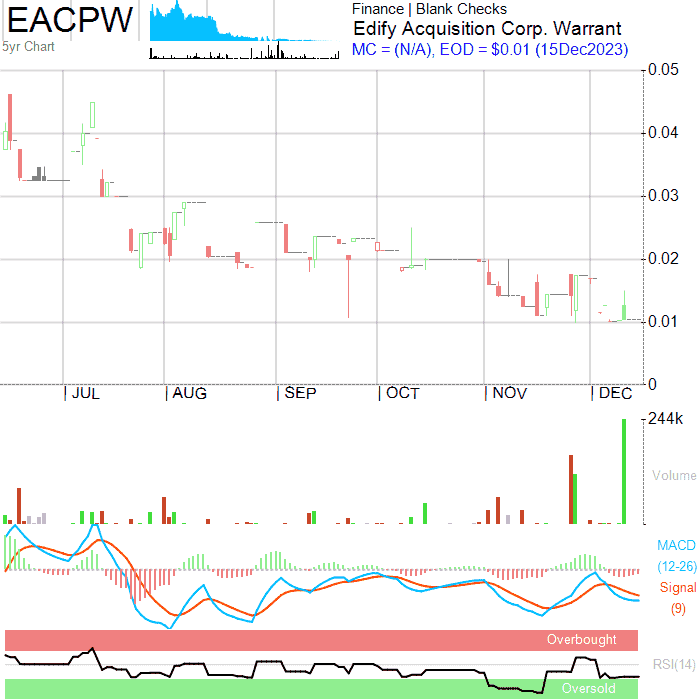 EACPW
5yr Chart
Finance | Blank Checks
Edify Acquisition Corp. Warrant
MC = (N/A), EOD = $0.01 (15Dec2023)
0.05
0.04
0.03
0.02
0.01
0
JUL AUG SEP OCT NOV DEC
244k
Volume
MACD
(12-26)
Signal
(9)
Overbought
RSI(14)
Oversold